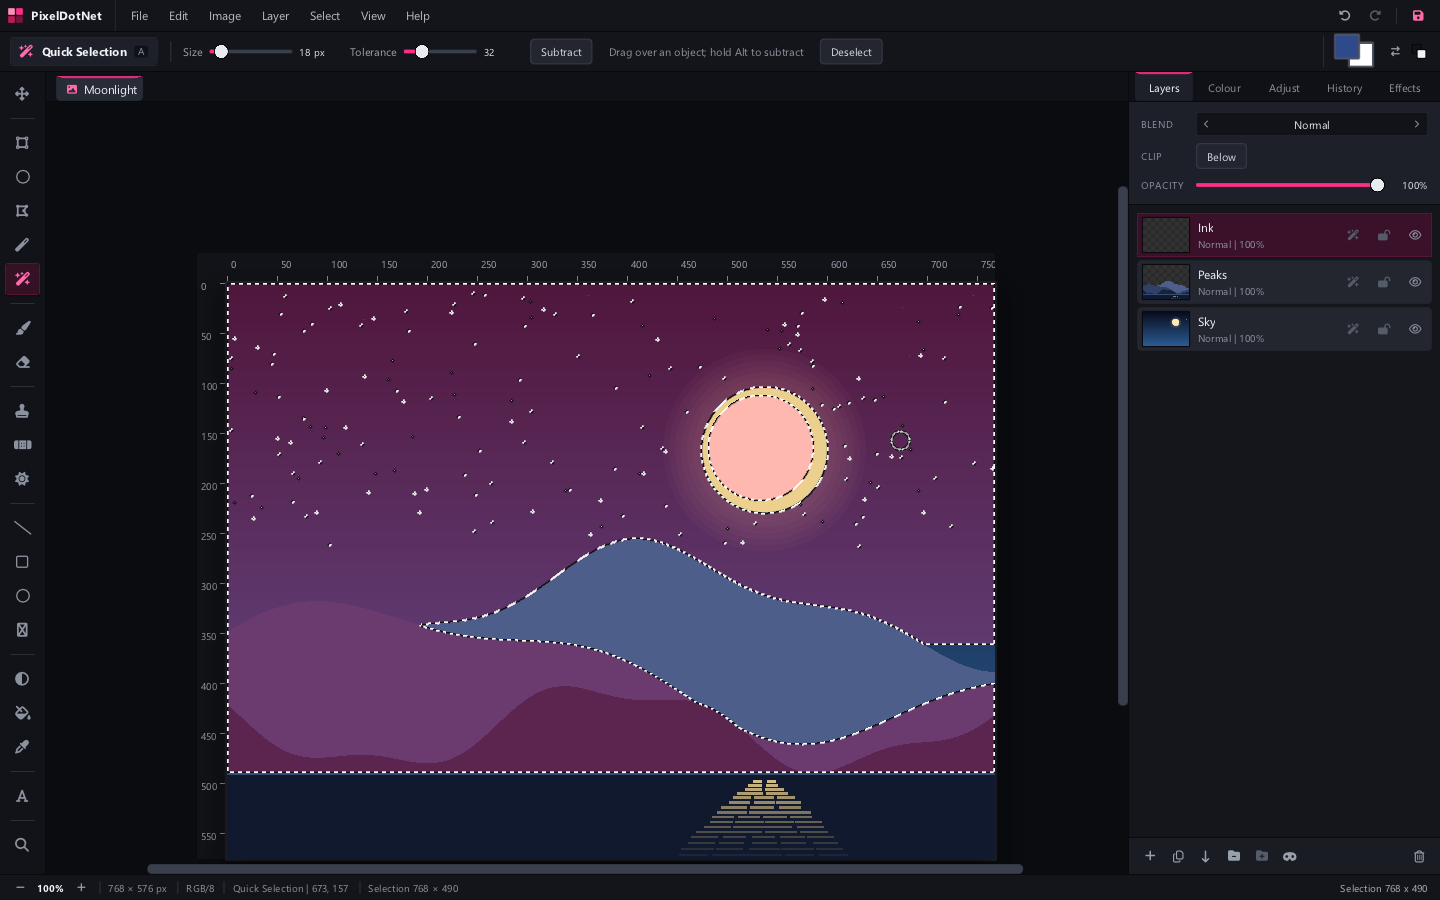 PixelDotNet File Edit Image Layer Select View Help
Quick Selection A Size 18 px Tolerance 32 Subtract Drag over an object; hold Alt to subtract Deselect
Moonlight
Layers Colour Adjust History Effects
BLEND Normal
CLIP Below
OPACITY 100%
Ink
Normal | 100%
Peaks
Normal | 100%
Sky
Normal | 100%
0 50 100 150 200 250 300 350 400 450 500 550 600 650 700 750
0
50
100
150
200
250
300
350
400
450
500
550
100% 768 × 576 px RGB/8 Quick Selection | 673, 157 Selection 768 × 490 Selection 768 x 490